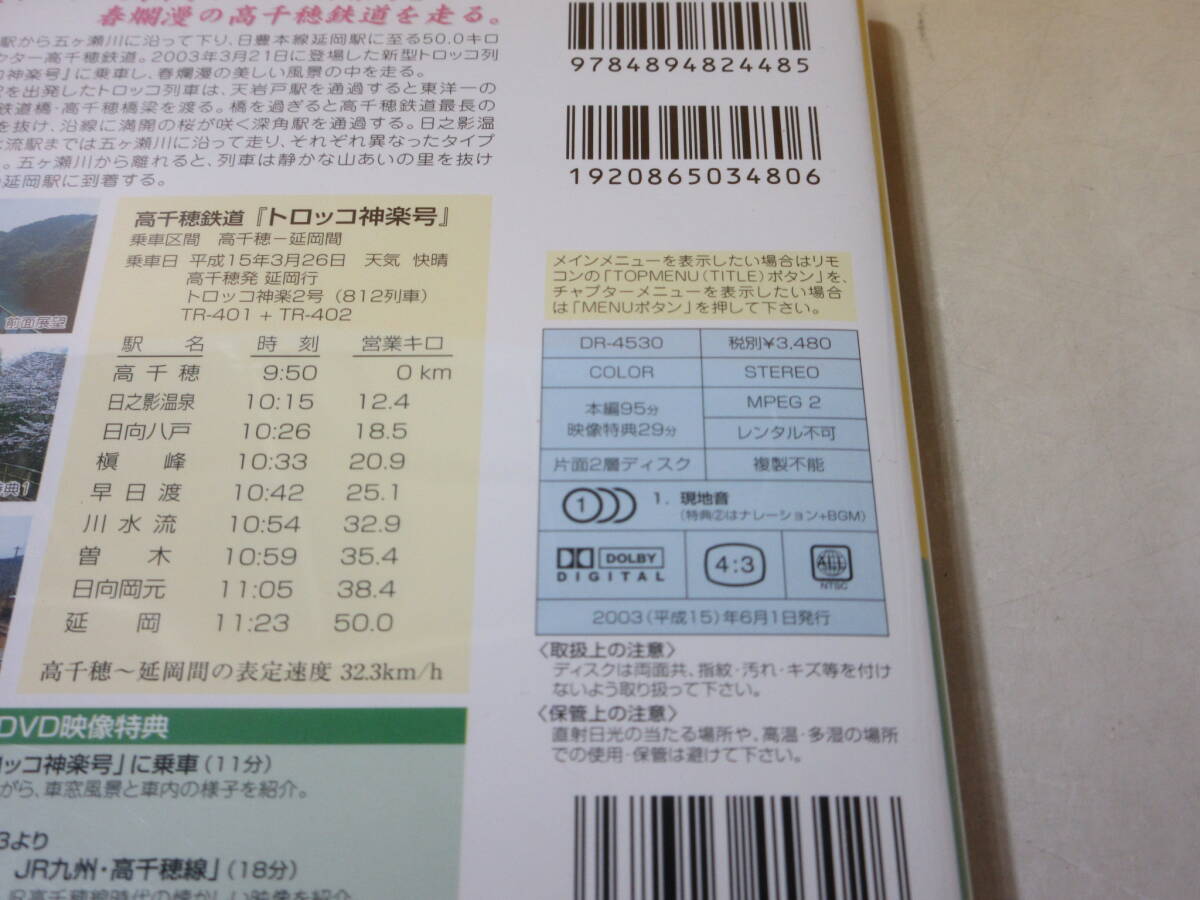 春爛漫の高千穂鉄道を走る。
駅から五ヶ瀬川に沿って下り、日豊本線延岡駅に至る50.0キロ
クター高千穂鉄道。2003年3月21日に登場した新型トロッコ列
コ神楽号』に乗車し、春爛漫の美しい風景の中を走る。
を出発したトロッコ列車は、天岩戸駅を通過すると東洋一の
鉄道橋・高千穂橋梁を渡る。橋を過ぎると高千穂鉄道最長の
を抜け、沿線に満開の桜が咲く深角駅を通過する。日之影温
流駅までは五ヶ瀬川に沿って走り、それぞれ異なったタイプ
。五ヶ瀬川から離れると、列車は静かな山あいの里を抜け
延岡駅に到着する。
9784894824485
1920865034806
前面展望
典1
高千穂鉄道『トロッコ神楽号』
乗車区間 高千穂−延岡間
乗車日 平成15年3月26日 天気 快晴
高千穂発 延岡行
トロッコ神楽2号(812列車)
TR-401 + TR-402
駅 名 時 刻 営業キロ
高千穂 9:50 0 km
日之影温泉 10:15 12.4
日向八戸 10:26 18.5
槇峰 10:33 20.9
早日渡 10:42 25.1
川水流 10:54 32.9
曽木 10:59 35.4
日向岡元 11:05 38.4
延岡 11:23 50.0
高千穂〜延岡間の表定速度 32.3km/h
メインメニューを表示したい場合はリモ
コンの「TOPMENU(TITLE)ボタン」を、
チャプターメニューを表示したい場合
は「MENUボタン」を押して下さい。
DR-4530 税別¥3,480
COLOR STEREO
本編95分 MPEG 2
映像特典29分 レンタル不可
片面2層ディスク 複製不能
1 1. 現地音
(特典②はナレーション+BGM)
DOLBY
DIGITAL
4:3
ALL
NTSC
2003(平成15)年6月1日発行
〈取扱上の注意〉
ディスクは両面共、指紋・汚れ・キズ等を付け
ないよう取り扱って下さい。
〈保管上の注意〉
直射日光の当たる場所や、高温・多湿の場所
での使用・保管は避けて下さい。
DVD映像特典
ッコ神楽号」に乗車(11分)
がら、車窓風景と車内の様子を紹介。
3より
JR九州・高千穂線」(18分)
JR高千穂線時代の懐かしい映像を紹介